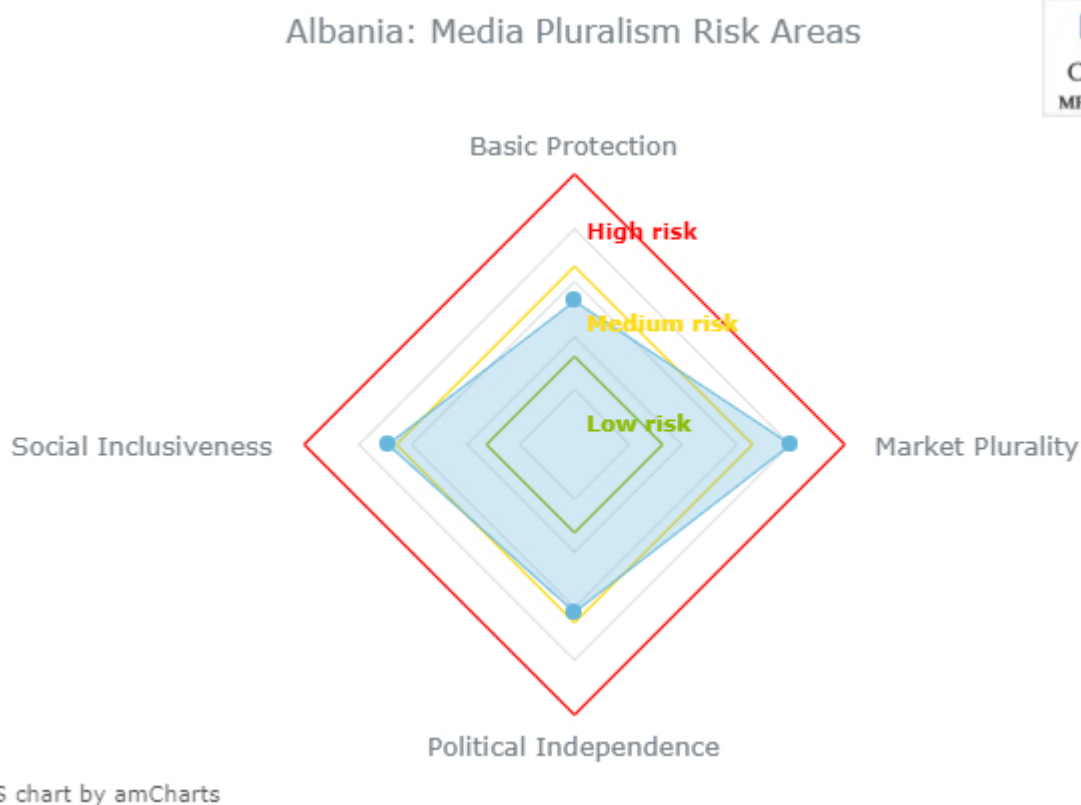 Albania: Media Pluralism Risk Areas
Basic Protection
High risk
Medium risk
Low risk
Social Inclusiveness
Market Plurality
Political Independence
chart by amCharts